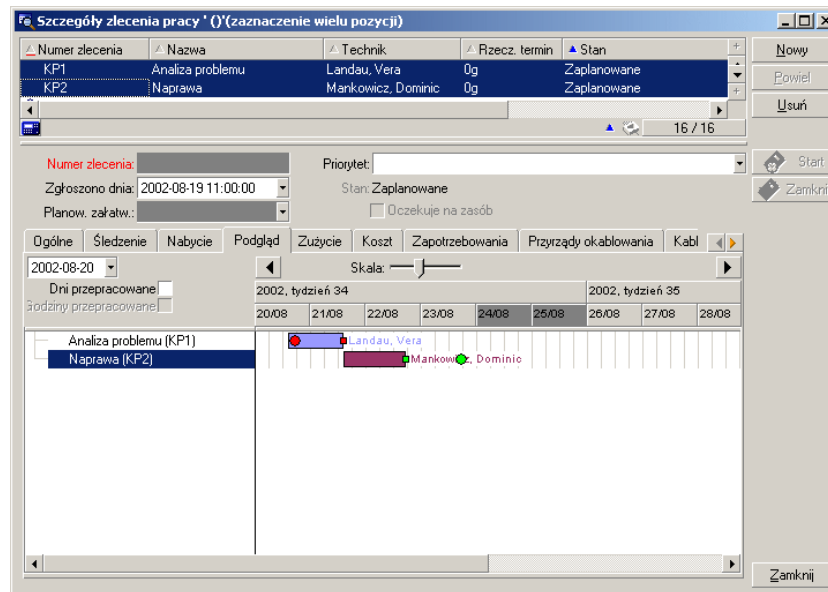 Szczegóły zlecenia pracy ' ()'(zaznaczenie wielu pozycji)
Numer zlecenia Nazwa Technik Rzecz. termin Stan
KP1 Analiza problemu Landau, Vera 0g Zaplanowane
KP2 Naprawa Mankowicz, Dominic 0g Zaplanowane
16 / 16
Nowy
Powiel
Usuń
Start
Zamknij
Numer zlecenia: Priorytet:
Zgłoszono dnia: 2002-08-19 11:00:00 Stan: Zaplanowane
Planow. załatw.: Oczekuje na zasób
Ogólne Śledzenie Nabycie Podgląd Zużycie Koszt Zapotrzebowania Przyrządy okablowania Kabl
2002-08-20 Skala:
Dni przepracowane 2002, tydzień 34 2002, tydzień 35
Godziny przepracowane 20/08 21/08 22/08 23/08 24/08 25/08 26/08 27/08 28/08
Analiza problemu (KP1) Landau, Vera
Naprawa (KP2) Mankowicz, Dominic
Zamknij